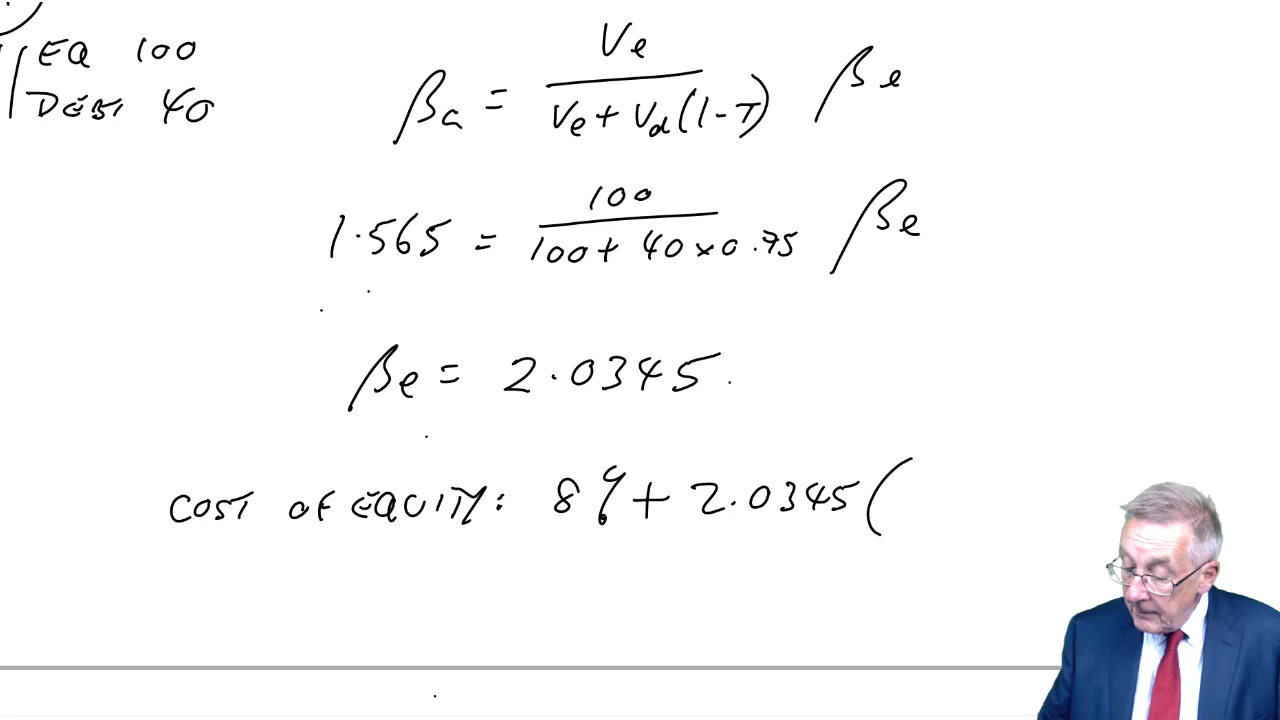 EQ 100
DEBT 40
βa = Ve / (Ve + Vd(1-T)) βe
1.565 = 100 / (100 + 40 x 0.75) βe
βe = 2.0345
COST OF EQUITY: 8% + 2.0345(